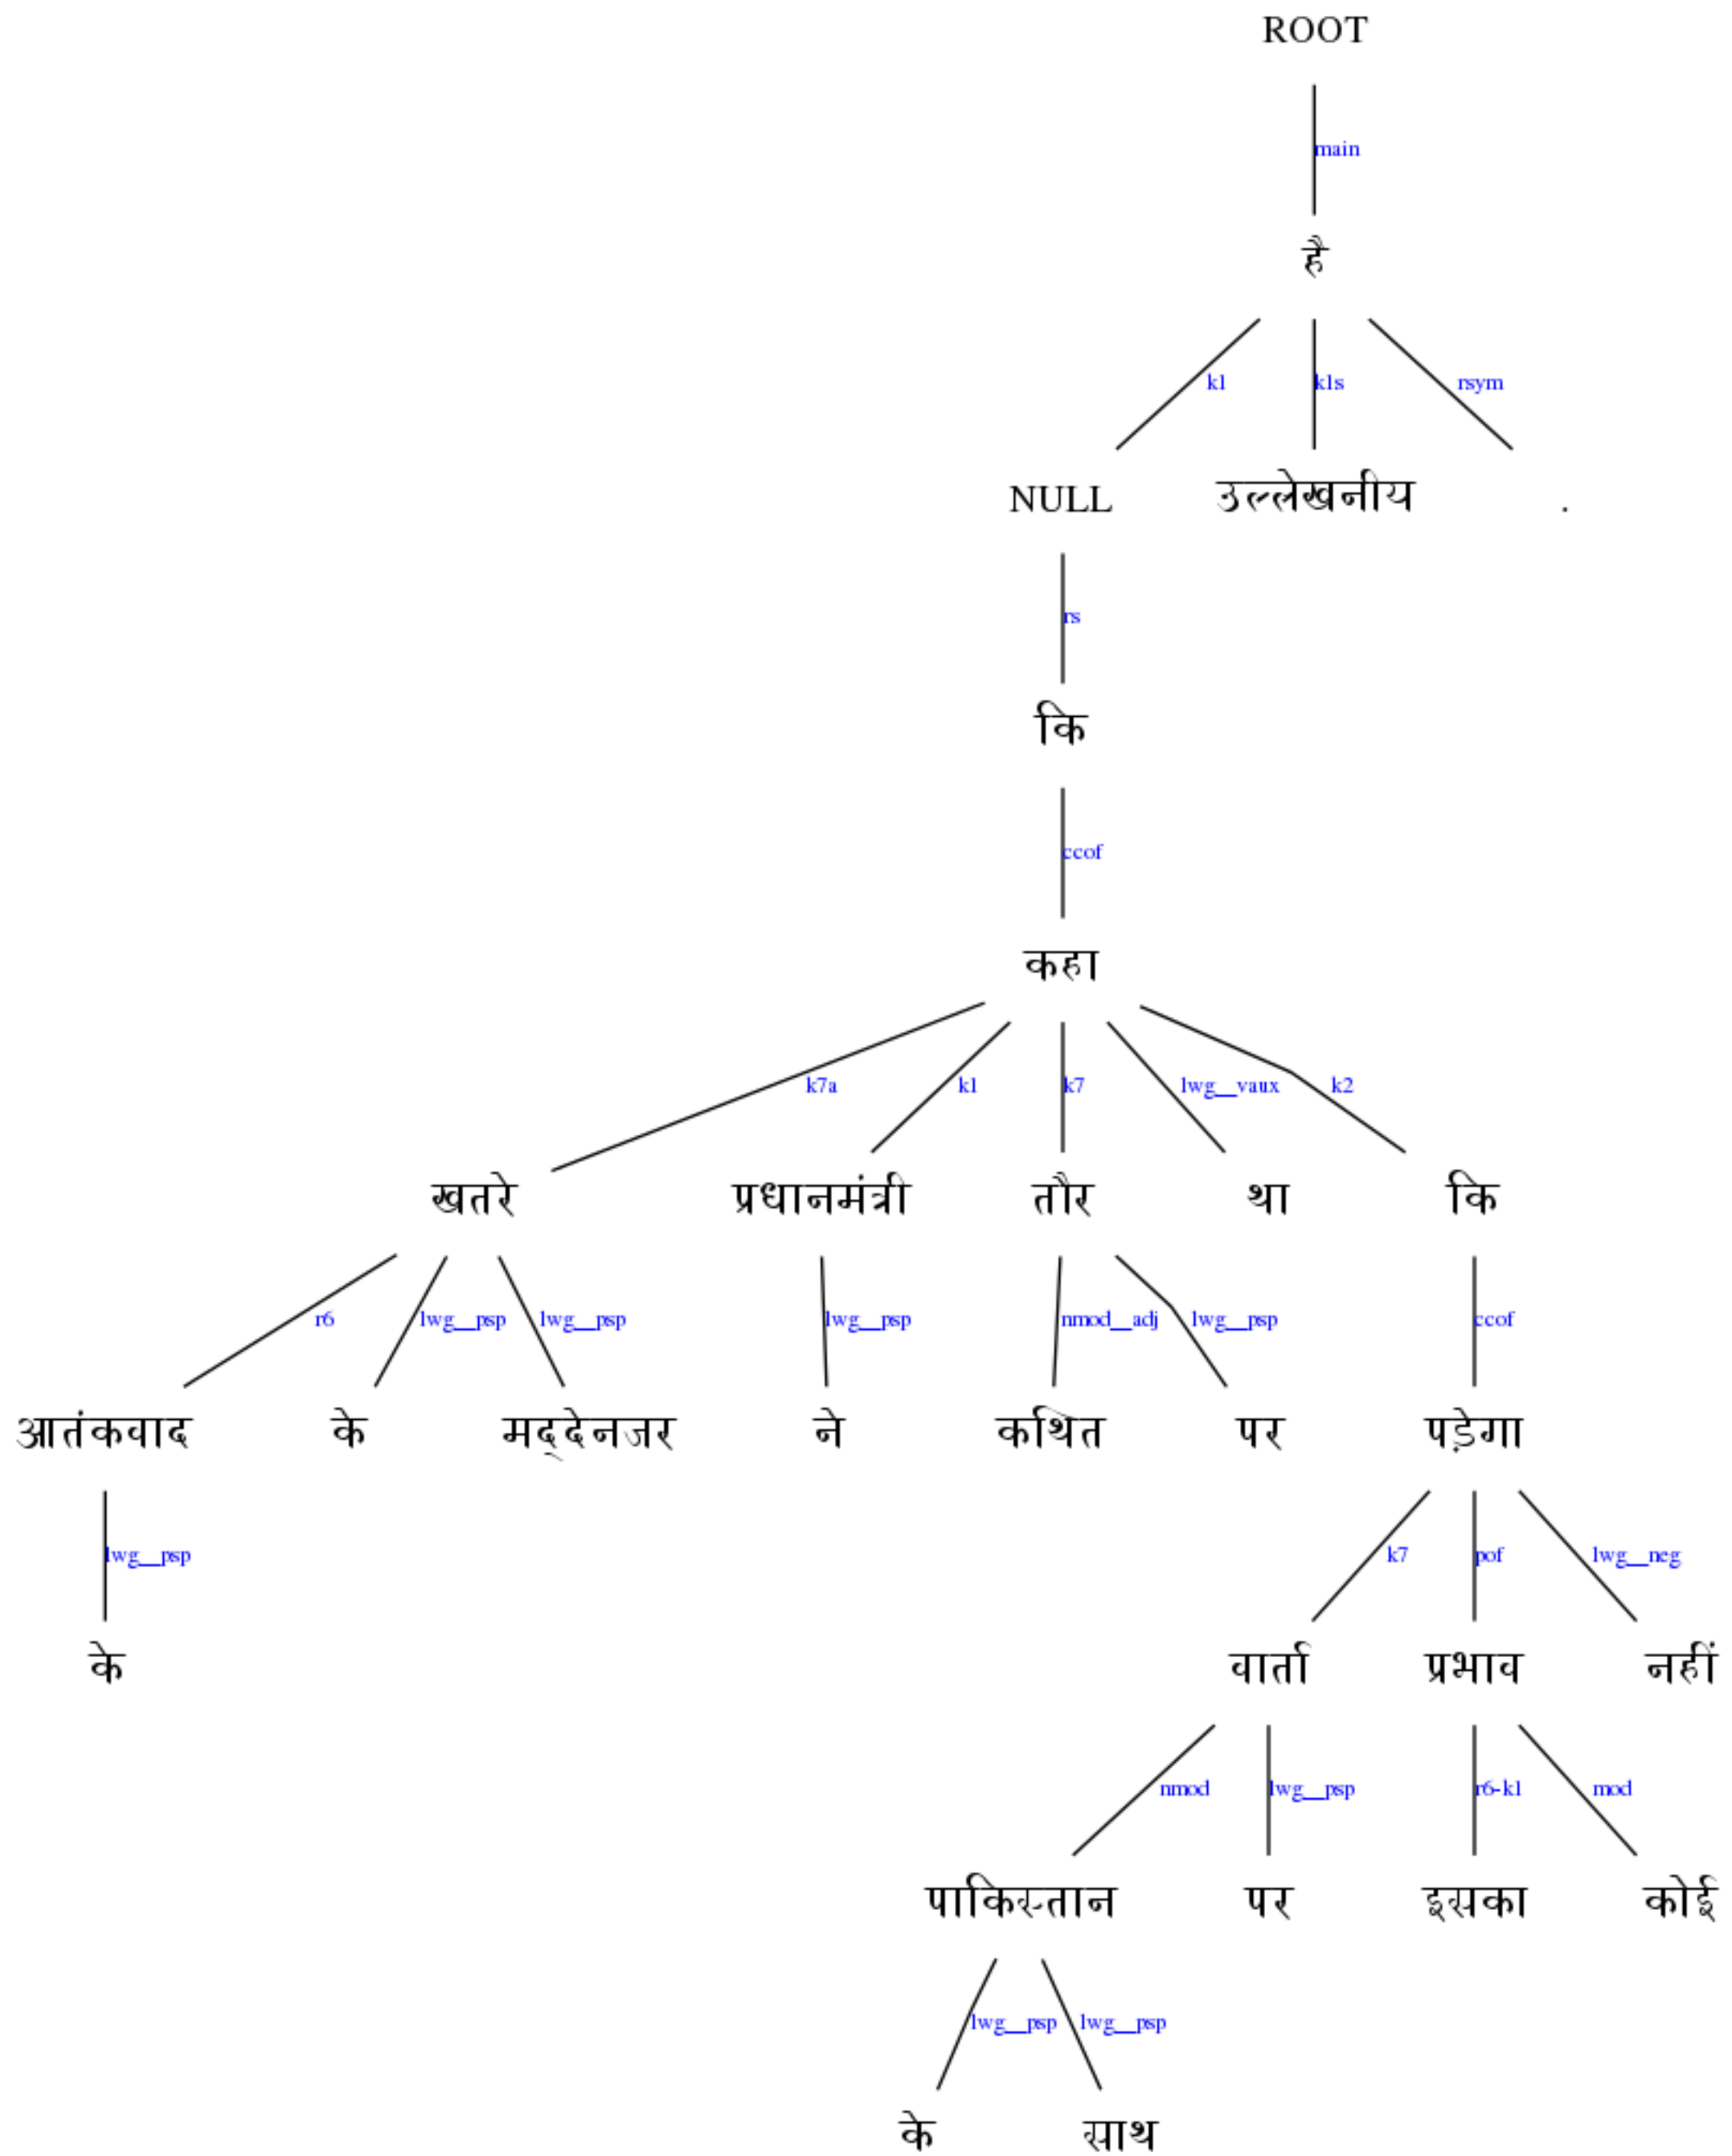 ROOT
main
है
k1 k1s rsym
NULL उल्लेखनीय .
rs
कि
ccof
कहा
k7a k1 k7 lwg__vaux k2
खतरे प्रधानमंत्री तौर था कि
r6 lwg__psp lwg__psp lwg__psp nmod__adj lwg__psp ccof
आतंकवाद के मद्देनजर ने कथित पर पड़ेगा
lwg__psp k7 pof lwg__neg
के वार्ता प्रभाव नहीं
nmod lwg__psp r6-k1 mod
पाकिस्तान पर इसका कोई
lwg__psp lwg__psp
के साथ